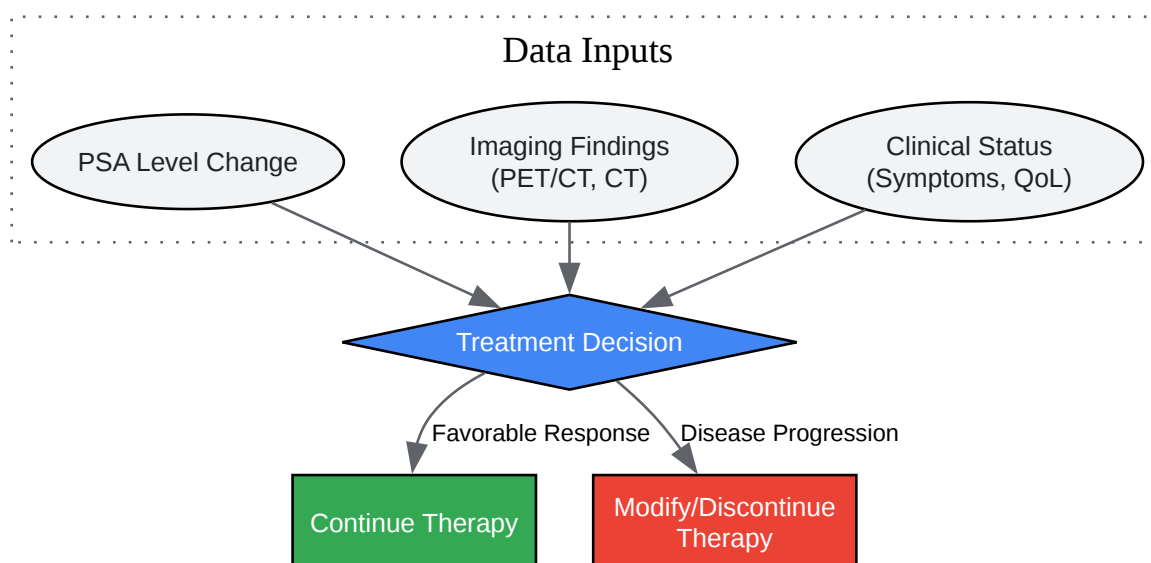 Data Inputs
PSA Level Change
Imaging Findings
(PET/CT, CT)
Clinical Status
(Symptoms, QoL)
Treatment Decision
Favorable Response
Disease Progression
Continue Therapy
Modify/Discontinue
Therapy